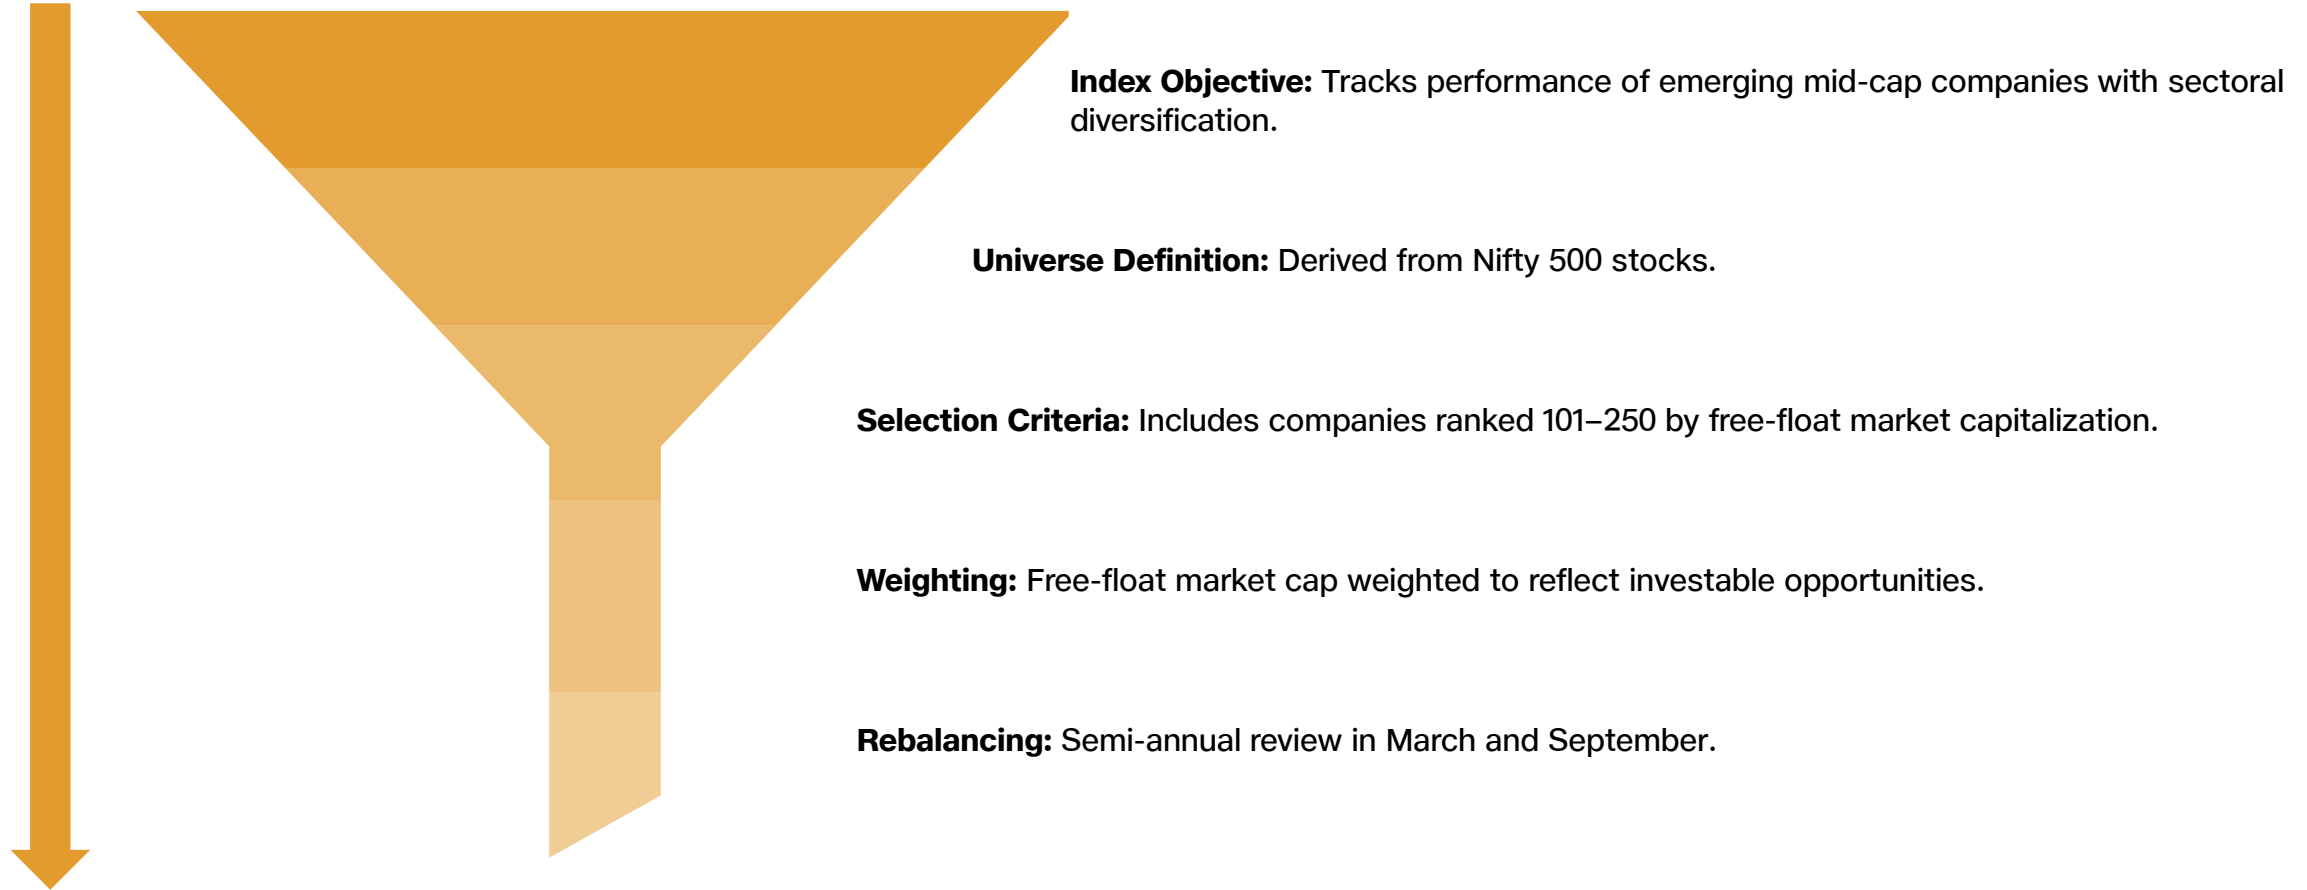 Index Objective: Tracks performance of emerging mid-cap companies with sectoral
diversification.
Universe Definition: Derived from Nifty 500 stocks.
Selection Criteria: Includes companies ranked 101–250 by free-float market capitalization.
Weighting: Free-float market cap weighted to reflect investable opportunities.
Rebalancing: Semi-annual review in March and September.